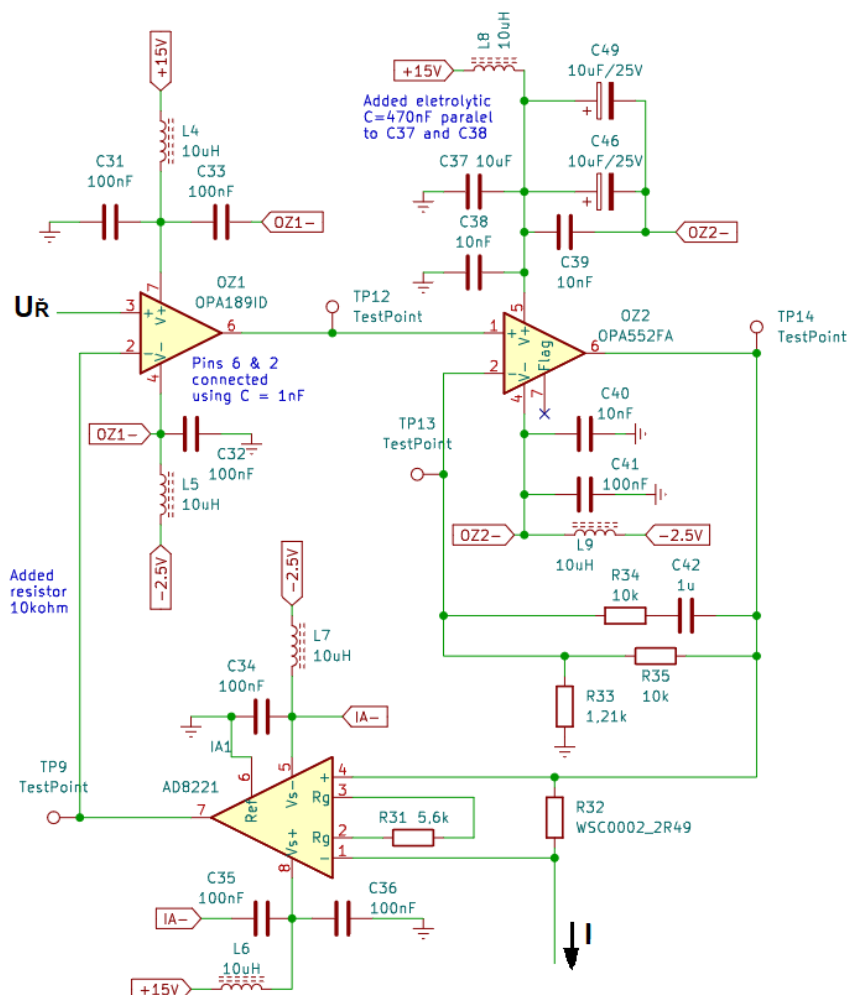 +15V
L4
10uH
C31
100nF
C33
100nF
OZ1-
UŘ
3
2
7
4
6
+
-
V+
V-
OZ1
OPA189ID
Pins 6 & 2
connected
using C = 1nF
OZ1-
C32
100nF
L5
10uH
-2.5V
Added
resistor
10kohm
TP12
TestPoint
+15V
L8
10uH
Added eletrolytic
C=470nF paralel
to C37 and C38
C49
10uF/25V
+
C46
10uF/25V
+
C37 10uF
C38
10nF
C39
10nF
OZ2-
1
2
5
4
7
6
+
-
V+
V-
Flag
OZ2
OPA552FA
TP14
TestPoint
TP13
TestPoint
C40
10nF
C41
100nF
OZ2-
L9
10uH
-2.5V
R34
10k
C42
1u
R35
10k
R33
1,21k
-2.5V
L7
10uH
C34
100nF
IA-
IA1
AD8221
TP9
TestPoint
7
6
5
8
4
3
2
1
Ref
Vs-
Vs+
+
Rg
Rg
-
R31 5,6k
R32
WSC0002_2R49
C35
100nF
C36
100nF
IA-
L6
10uH
+15V
I